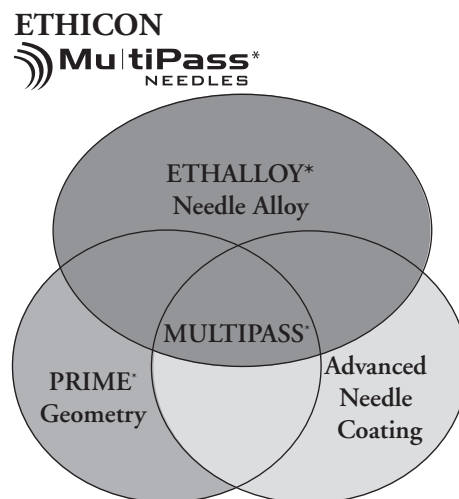 ETHICON
MultiPass*
NEEDLES
ETHALLOY*
Needle Alloy
MULTIPASS*
PRIME*
Geometry
Advanced
Needle
Coating